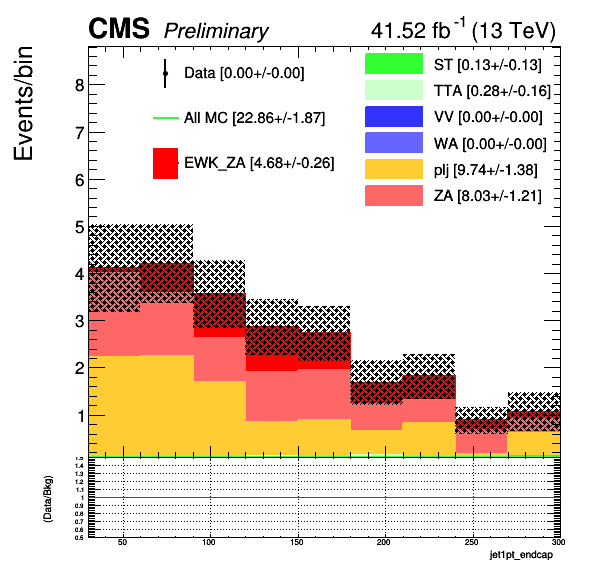 CMS Preliminary 41.52 fb⁻¹ (13 TeV)
Events/bin
Data [0.00+/-0.00]
All MC [22.86+/-1.87]
EWK_ZA [4.68+/-0.26]
ST [0.13+/-0.13]
TTA [0.28+/-0.16]
VV [0.00+/-0.00]
WA [0.00+/-0.00]
plj [9.74+/-1.38]
ZA [8.03+/-1.21]
8
7
6
5
4
3
2
1
(Data/Bkg)
1.5
1.4
1.3
1.2
1.1
1
0.9
0.8
0.7
0.6
0.5
50 100 150 200 250 300
jet1pt_endcap